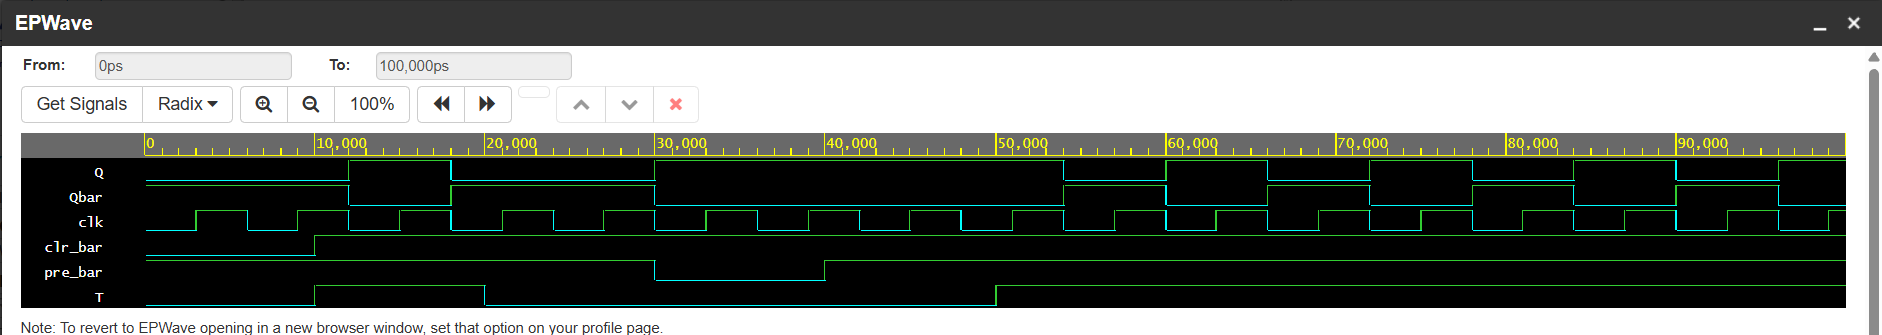 EPWave
From: 0ps To: 100,000ps
Get Signals Radix 100%
0 10,000 20,000 30,000 40,000 50,000 60,000 70,000 80,000 90,000
Q
Qbar
clk
clr_bar
pre_bar
T
Note: To revert to EPWave opening in a new browser window, set that option on your profile page.